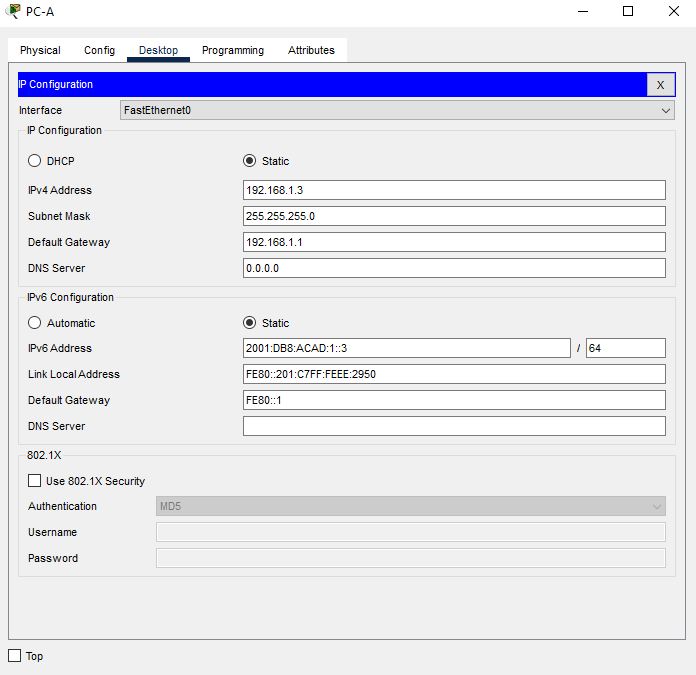 PC-A
Physical Config Desktop Programming Attributes
IP Configuration X
Interface FastEthernet0
IP Configuration
DHCP Static
IPv4 Address 192.168.1.3
Subnet Mask 255.255.255.0
Default Gateway 192.168.1.1
DNS Server 0.0.0.0
IPv6 Configuration
Automatic Static
IPv6 Address 2001:DB8:ACAD:1::3 / 64
Link Local Address FE80::201:C7FF:FEEE:2950
Default Gateway FE80::1
DNS Server
802.1X
Use 802.1X Security
Authentication MD5
Username
Password
Top